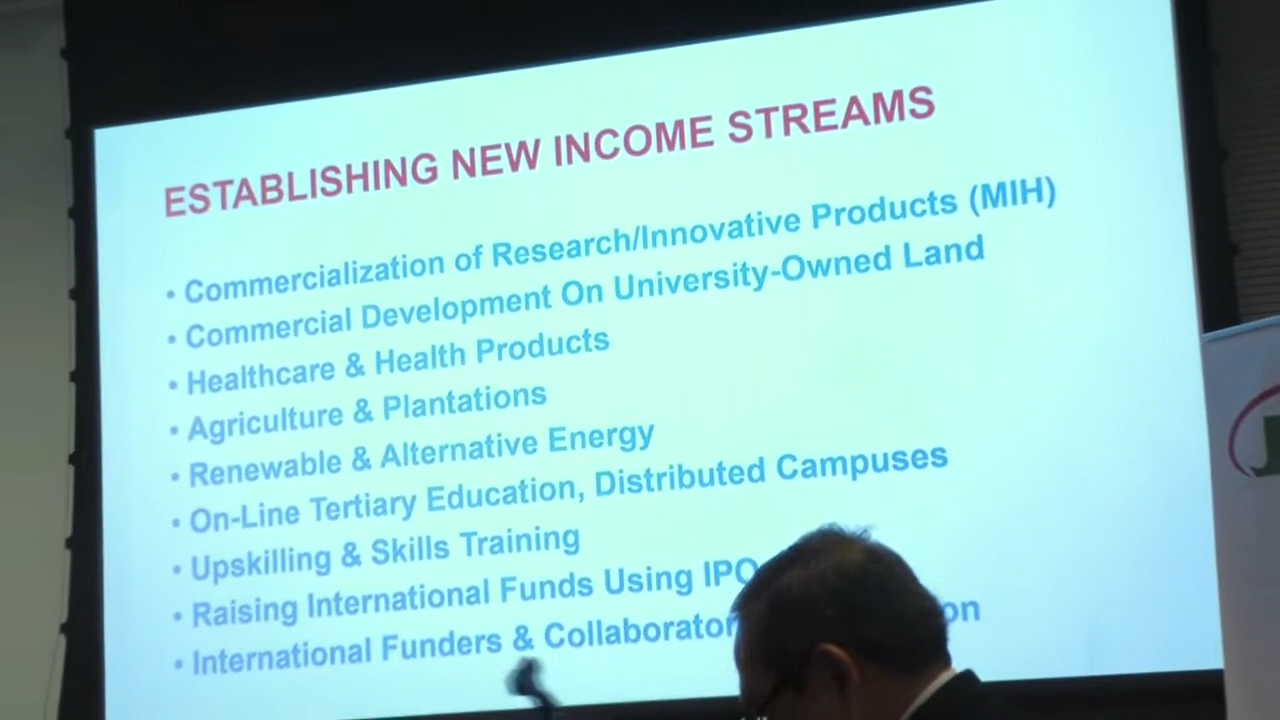 ESTABLISHING NEW INCOME STREAMS
• Commercialization of Research/Innovative Products (MIH)
• Commercial Development On University-Owned Land
• Healthcare & Health Products
• Agriculture & Plantations
• Renewable & Alternative Energy
• On-Line Tertiary Education, Distributed Campuses
• Upskilling & Skills Training
• Raising International Funds Using IPO
• International Funders &